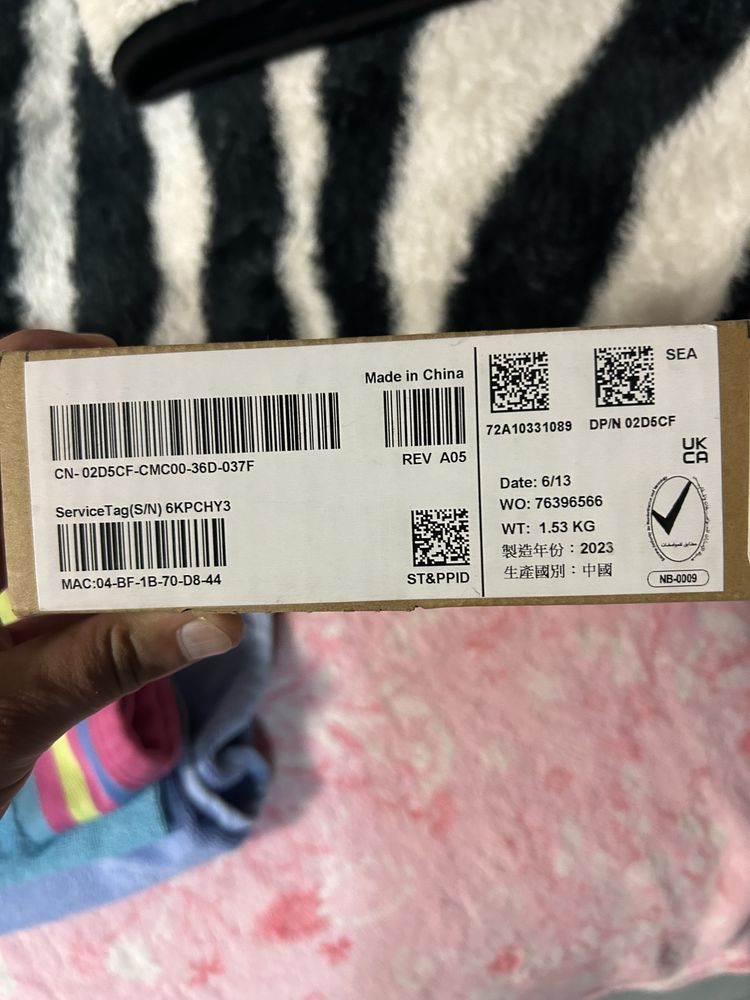 Made in China
CN- 02D5CF-CMC00-36D-037F
REV A05
ServiceTag(S/N) 6KPCHY3
MAC:04-BF-1B-70-D8-44
ST&PPID
SEA
72A10331089
DP/N 02D5CF
UK
CA
Date: 6/13
WO: 76396566
WT: 1.53 KG
製造年份：2023
生產國別：中國
NB-0009